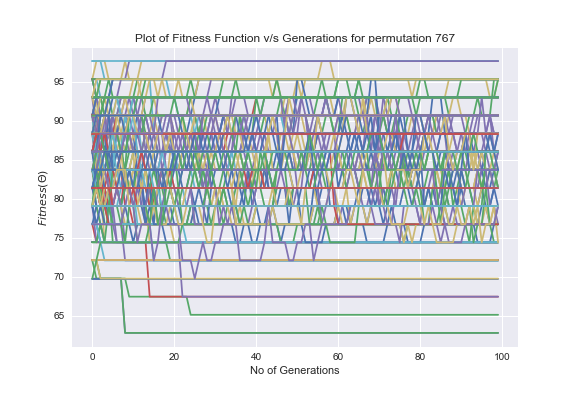 Plot of Fitness Function v/s Generations for permutation 767
Fitness(Θ)
95
90
85
80
75
70
65
0 20 40 60 80 100
No of Generations